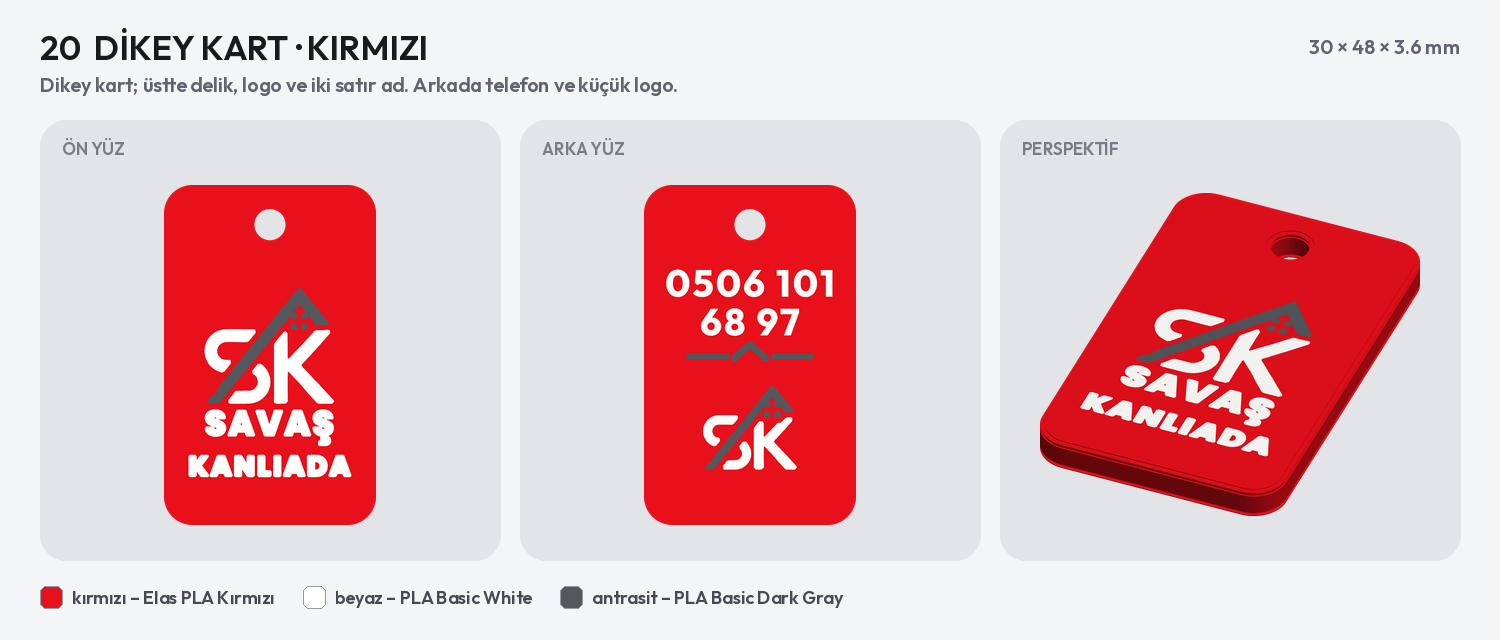 20 DİKEY KART · KIRMIZI
30 × 48 × 3.6 mm
Dikey kart; üstte delik, logo ve iki satır ad. Arkada telefon ve küçük logo.
ÖN YÜZ
SK
SAVAŞ
KANLIADA
ARKA YÜZ
0506 101
68 97
SK
PERSPEKTİF
SK
SAVAŞ
KANLIADA
kırmızı – Elas PLA Kırmızı
beyaz – PLA Basic White
antrasit – PLA Basic Dark Gray